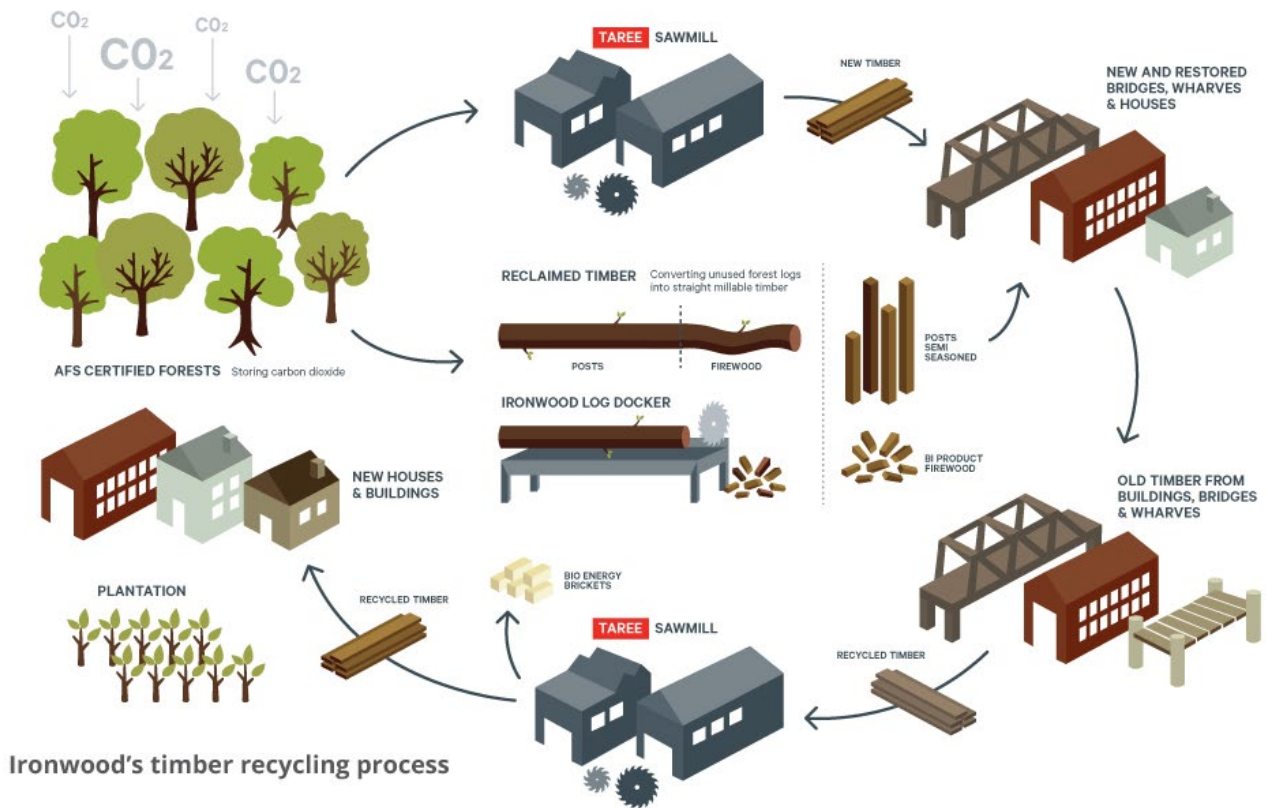 CO₂
CO₂
CO₂
CO₂
TAREE SAWMILL
NEW TIMBER
NEW AND RESTORED
BRIDGES, WHARVES
& HOUSES
RECLAIMED TIMBER
Converting unused forest logs
into straight millable timber
POSTS
FIREWOOD
POSTS
SEMI
SEASONED
AFS CERTIFIED FORESTS Storing carbon dioxide
IRONWOOD LOG DOCKER
BI PRODUCT
FIREWOOD
NEW HOUSES
& BUILDINGS
OLD TIMBER FROM
BUILDINGS, BRIDGES
& WHARVES
BIO ENERGY
BRICKETS
PLANTATION
RECYCLED TIMBER
TAREE SAWMILL
RECYCLED TIMBER
Ironwood's timber recycling process